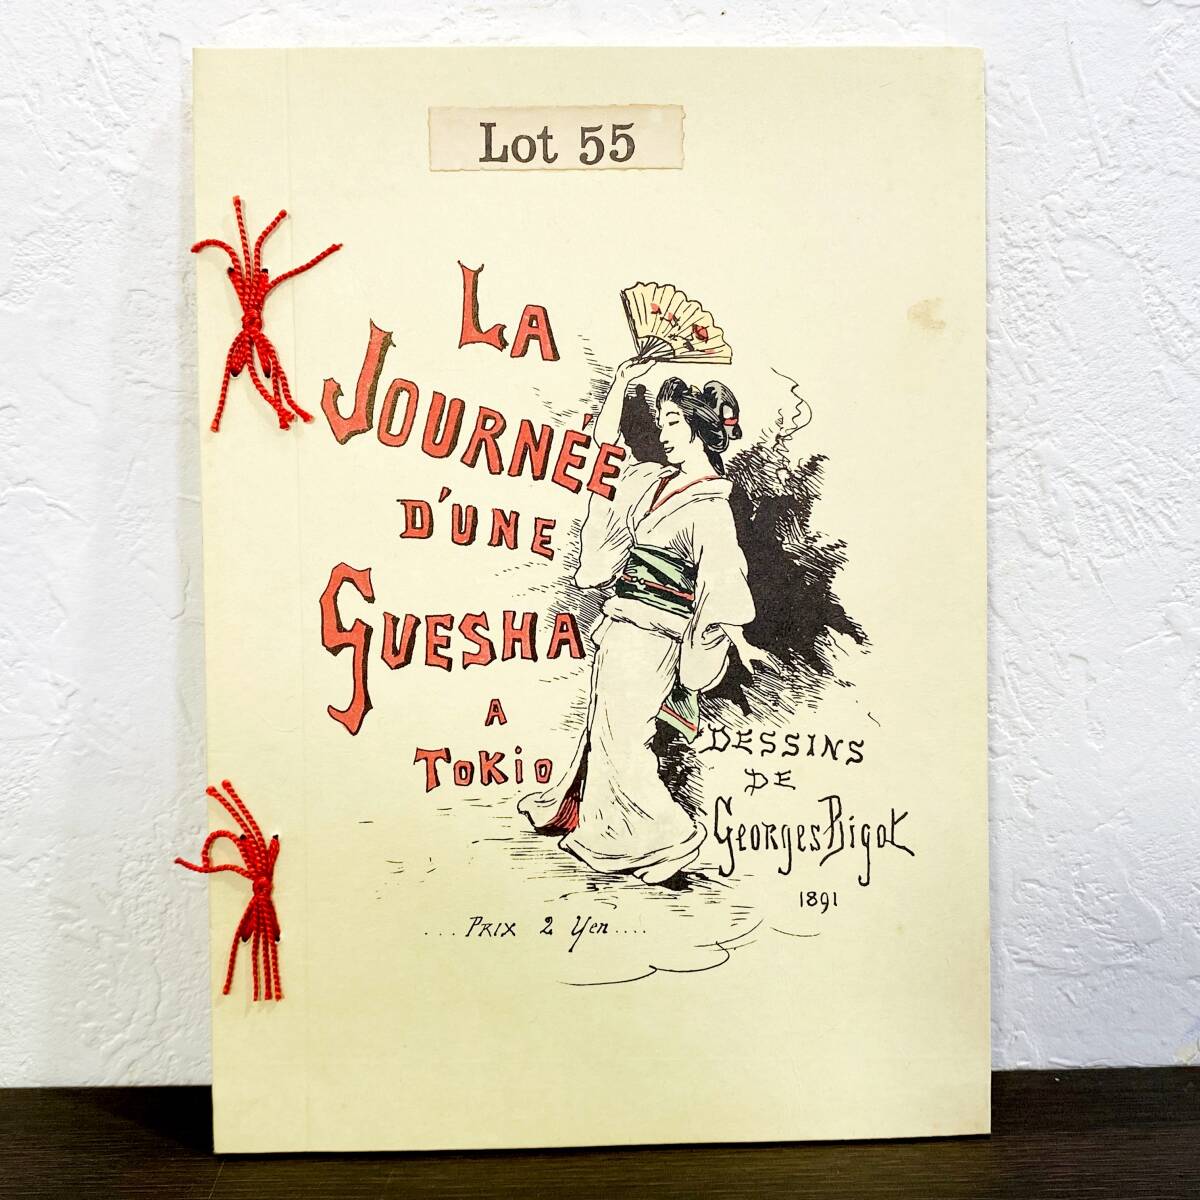 Lot 55
LA
JOURNÉE
D'UNE
GUESHA
A
TOKiO
DESSINS
DE
Georges Bigot
1891
... PRIX 2 Yen....